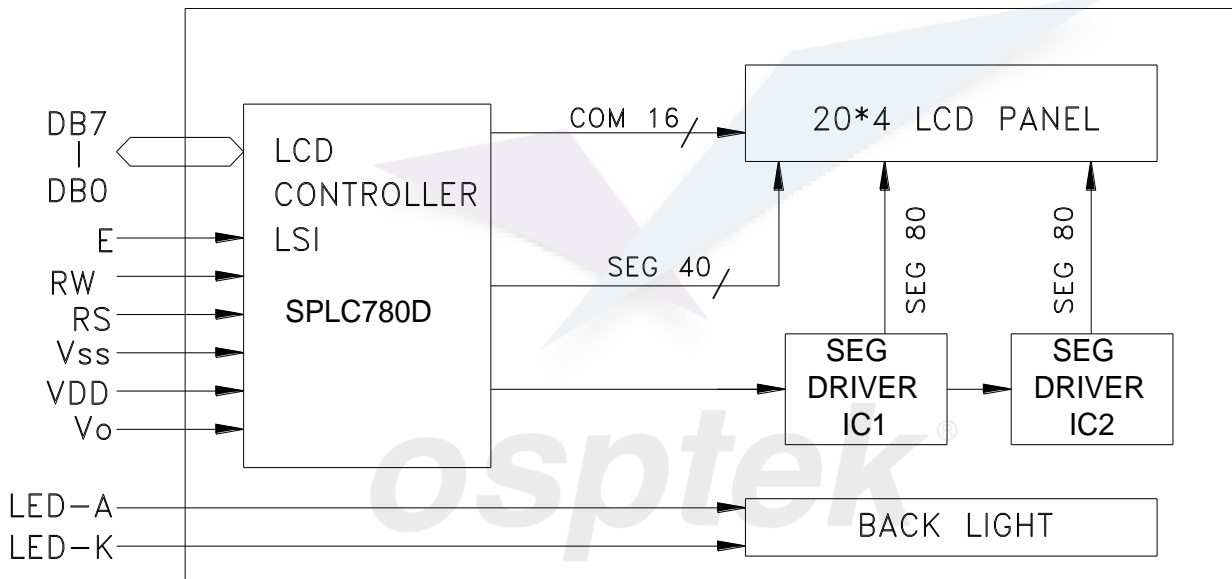 DB7
DB0
E
RW
RS
Vss
VDD
Vo
LED-A
LED-K
LCD
CONTROLLER
LSI
SPLC780D
COM 16
SEG 40
20*4 LCD PANEL
SEG 80
SEG 80
SEG
DRIVER
IC1
SEG
DRIVER
IC2
BACK LIGHT
osptek®